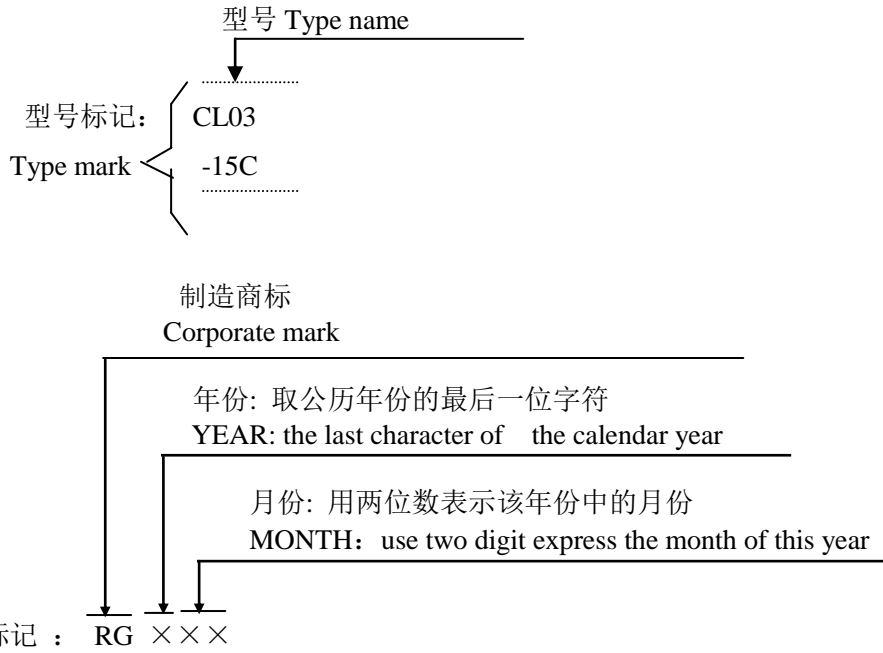 型号 Type name
型号标记： CL03
Type mark -15C
制造商标
Corporate mark
年份: 取公历年份的最后一位字符
YEAR: the last character of the calendar year
月份: 用两位数表示该年份中的月份
MONTH：use two digit express the month of this year
标记 ： RG ×××